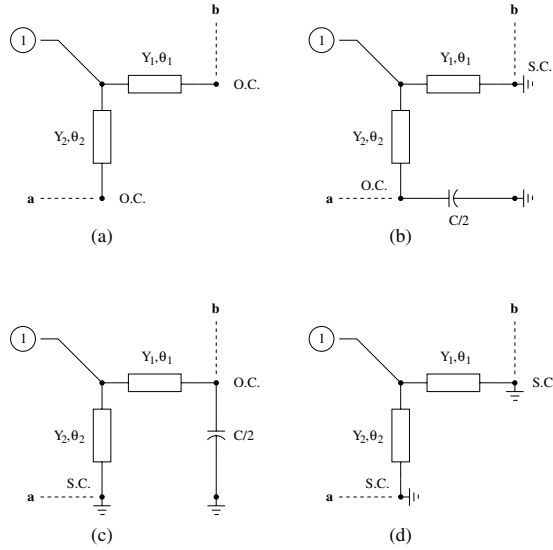 b
1
Y1,θ1
O.C.
Y2,θ2
a
O.C.
(a)
b
1
S.C.
Y1,θ1
Y2,θ2
O.C.
a
C/2
(b)
b
1
Y1,θ1
O.C.
Y2,θ2
C/2
S.C.
a
(c)
b
1
Y1,θ1
S.C
Y2,θ2
S.C.
a
(d)